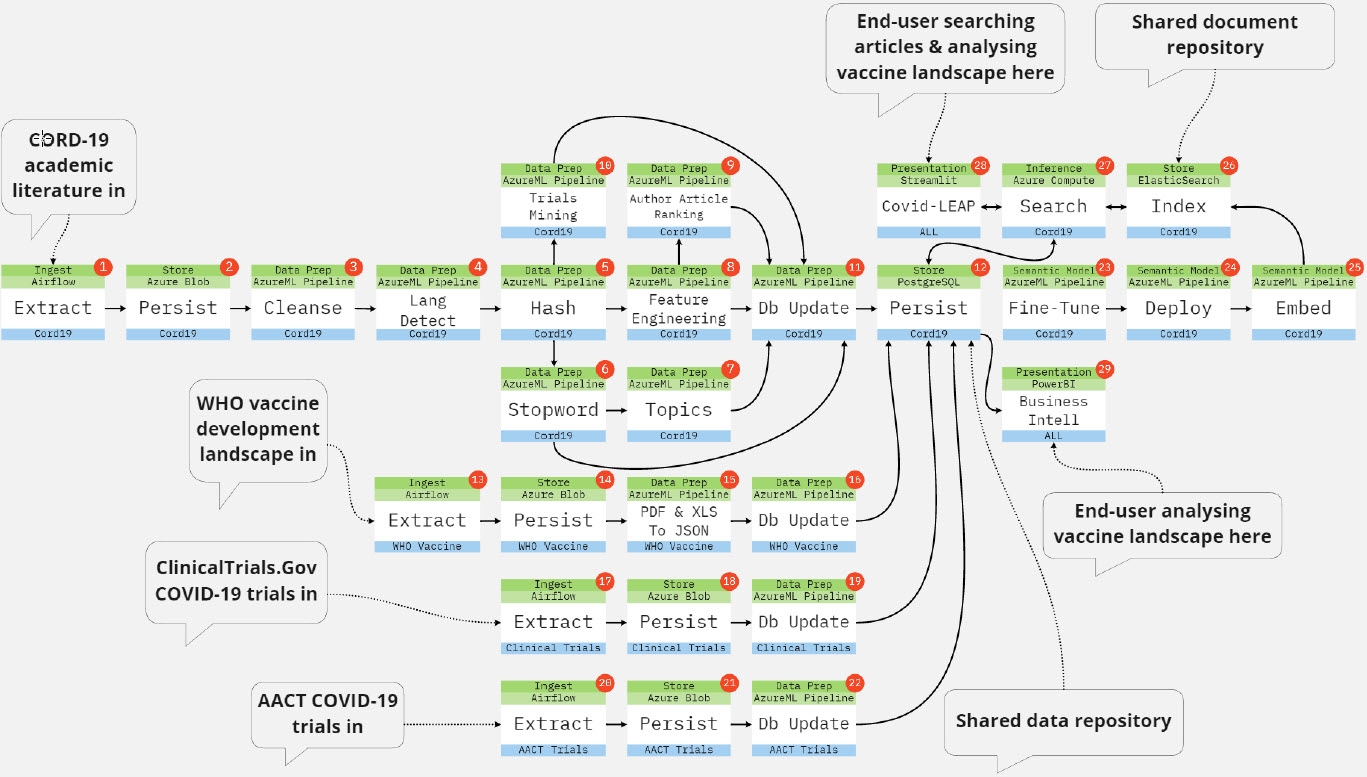 End-user searching
articles & analysing
vaccine landscape here
Shared document
repository
CORD-19
academic
literature in
Data Prep
10
AzureML Pipeline
Trials
Mining
Cord19
Data Prep
9
AzureML Pipeline
Author Article
Ranking
Cord19
Presentation
28
Streamlit
Covid-LEAP
ALL
Inference
27
Azure Compute
Search
Cord19
Store
26
ElasticSearch
Index
Cord19
Ingest
1
Airflow
Extract
Cord19
Store
2
Azure Blob
Persist
Cord19
Data Prep
3
AzureML Pipeline
Cleanse
Cord19
Data Prep
4
AzureML Pipeline
Lang
Detect
Cord19
Data Prep
5
AzureML Pipeline
Hash
Cord19
Data Prep
8
AzureML Pipeline
Feature
Engineering
Cord19
Data Prep
11
AzureML Pipeline
Db Update
Cord19
Store
12
PostgreSQL
Persist
Cord19
Semantic Model
23
AzureML Pipeline
Fine-Tune
Cord19
Semantic Model
24
AzureML Pipeline
Deploy
Cord19
Semantic Model
25
AzureML Pipeline
Embed
Cord19
Data Prep
6
AzureML Pipeline
Stopword
Cord19
Data Prep
7
AzureML Pipeline
Topics
Cord19
Presentation
29
PowerBI
Business
Intell
ALL
WHO vaccine
development
landscape in
Ingest
13
Airflow
Extract
WHO Vaccine
Store
14
Azure Blob
Persist
WHO Vaccine
Data Prep
15
AzureML Pipeline
PDF & XLS
To JSON
WHO Vaccine
Data Prep
16
AzureML Pipeline
Db Update
WHO Vaccine
End-user analysing
vaccine landscape here
ClinicalTrials.Gov
COVID-19 trials in
Ingest
17
Airflow
Extract
Clinical Trials
Store
18
Azure Blob
Persist
Clinical Trials
Data Prep
19
AzureML Pipeline
Db Update
Clinical Trials
AACT COVID-19
trials in
Ingest
20
Airflow
Extract
AACT Trials
Store
21
Azure Blob
Persist
AACT Trials
Data Prep
22
AzureML Pipeline
Db Update
AACT Trials
Shared data repository